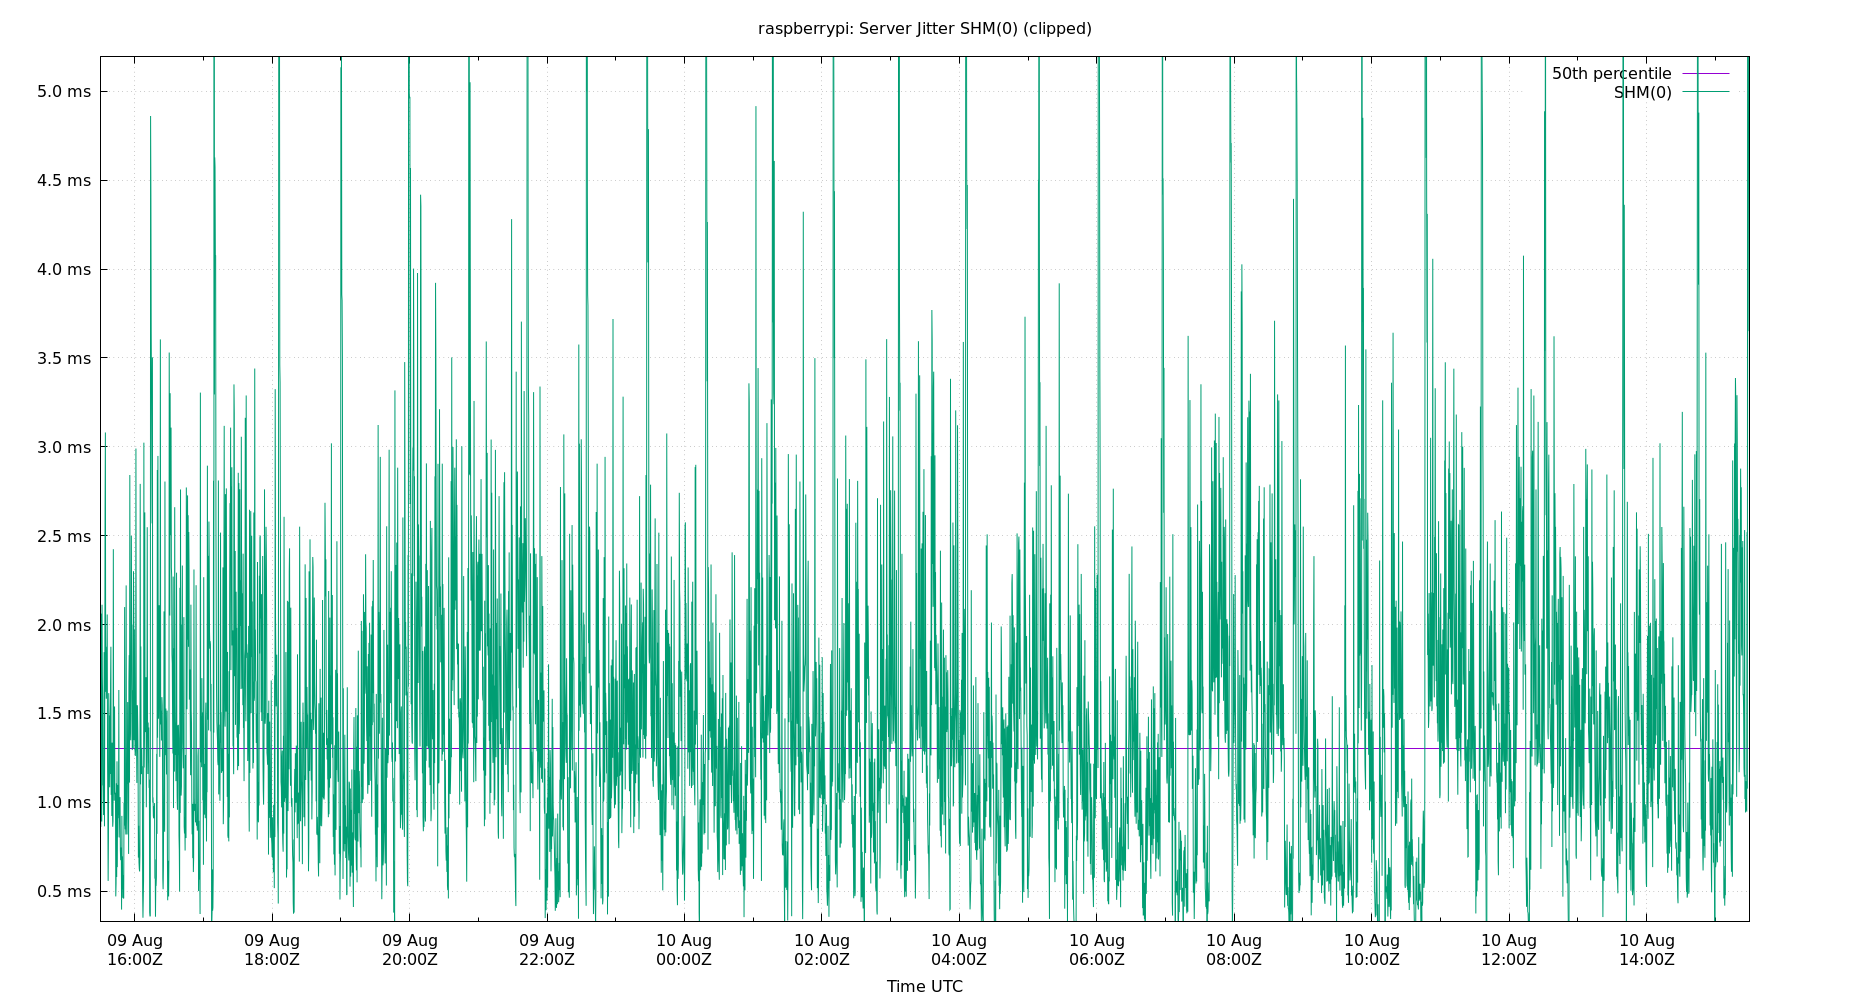 raspberrypi: Server Jitter SHM(0) (clipped)
50th percentile
SHM(0)
5.0 ms
4.5 ms
4.0 ms
3.5 ms
3.0 ms
2.5 ms
2.0 ms
1.5 ms
1.0 ms
0.5 ms
09 Aug 09 Aug 09 Aug 09 Aug 10 Aug 10 Aug 10 Aug 10 Aug 10 Aug 10 Aug 10 Aug 10 Aug
16:00Z 18:00Z 20:00Z 22:00Z 00:00Z 02:00Z 04:00Z 06:00Z 08:00Z 10:00Z 12:00Z 14:00Z
Time UTC